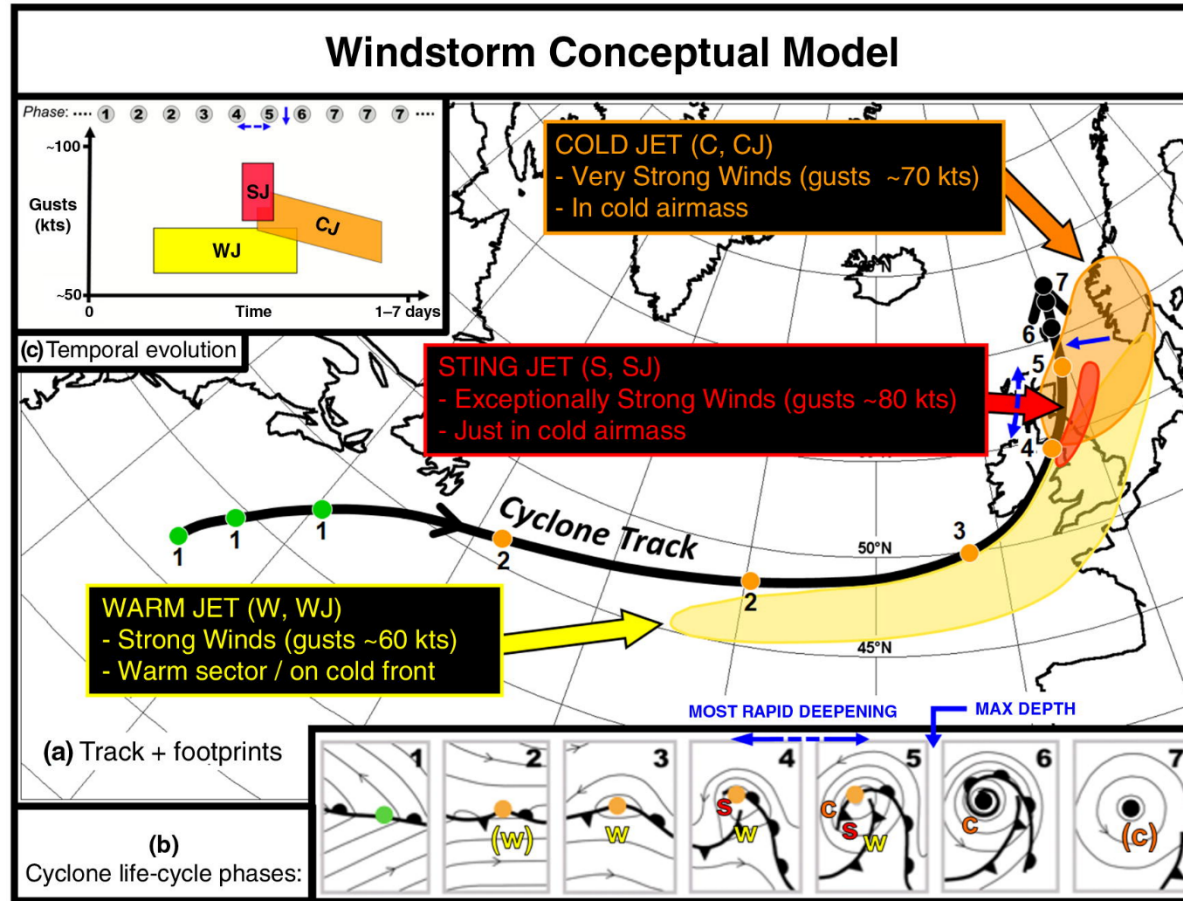 Windstorm Conceptual Model
Phase: ···· 1 2 2 3 4 5 6 7 7 7 ····
~100
Gusts
(kts)
SJ
CJ
WJ
~50
0
Time
1–7 days
(c) Temporal evolution
COLD JET (C, CJ)
- Very Strong Winds (gusts ~70 kts)
- In cold airmass
7
6
5
STING JET (S, SJ)
- Exceptionally Strong Winds (gusts ~80 kts)
- Just in cold airmass
4
Cyclone Track
1
1
1
2
2
3
50°N
45°N
WARM JET (W, WJ)
- Strong Winds (gusts ~60 kts)
- Warm sector / on cold front
(a) Track + footprints
MOST RAPID DEEPENING
MAX DEPTH
(b)
Cyclone life-cycle phases:
1
2
(W)
3
W
4
S
W
5
C
S
W
6
C
7
(C)